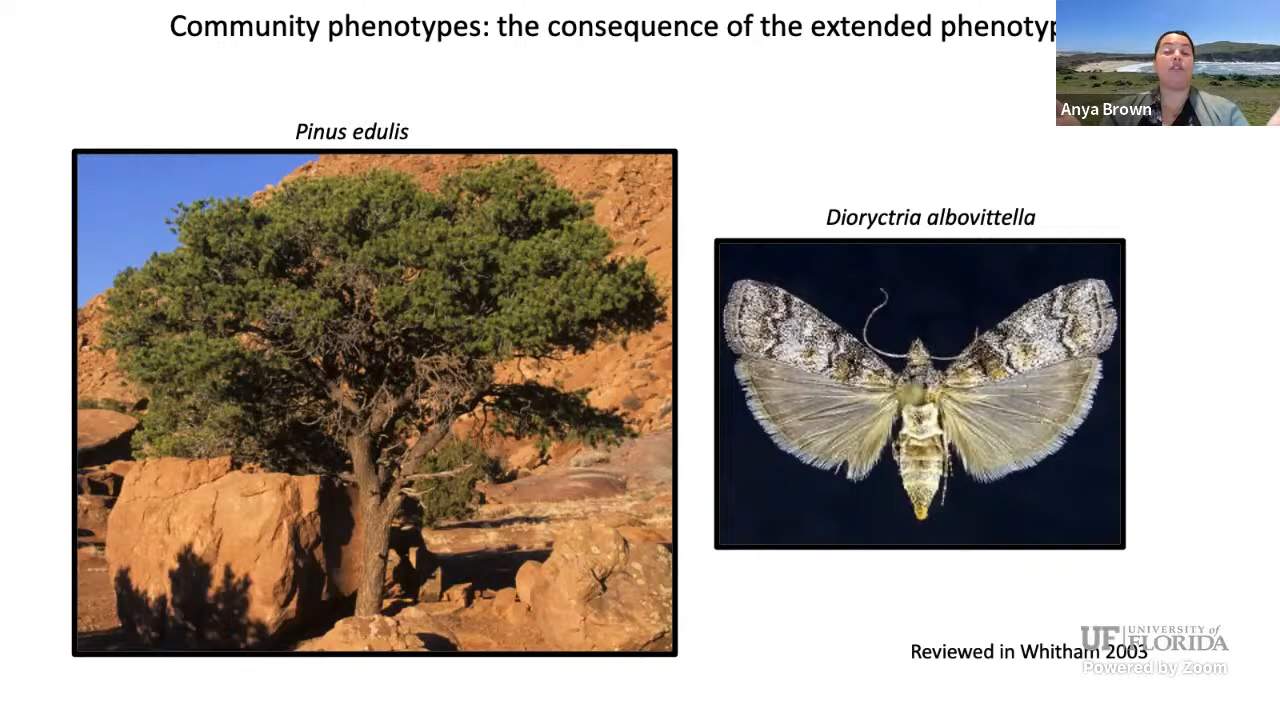 Community phenotypes: the consequence of the extended
Anya Brown
Pinus edulis
Dioryctria albovittella
Reviewed in Whitham 2003
UF UNIVERSITY of FLORIDA
Powered by Zoom